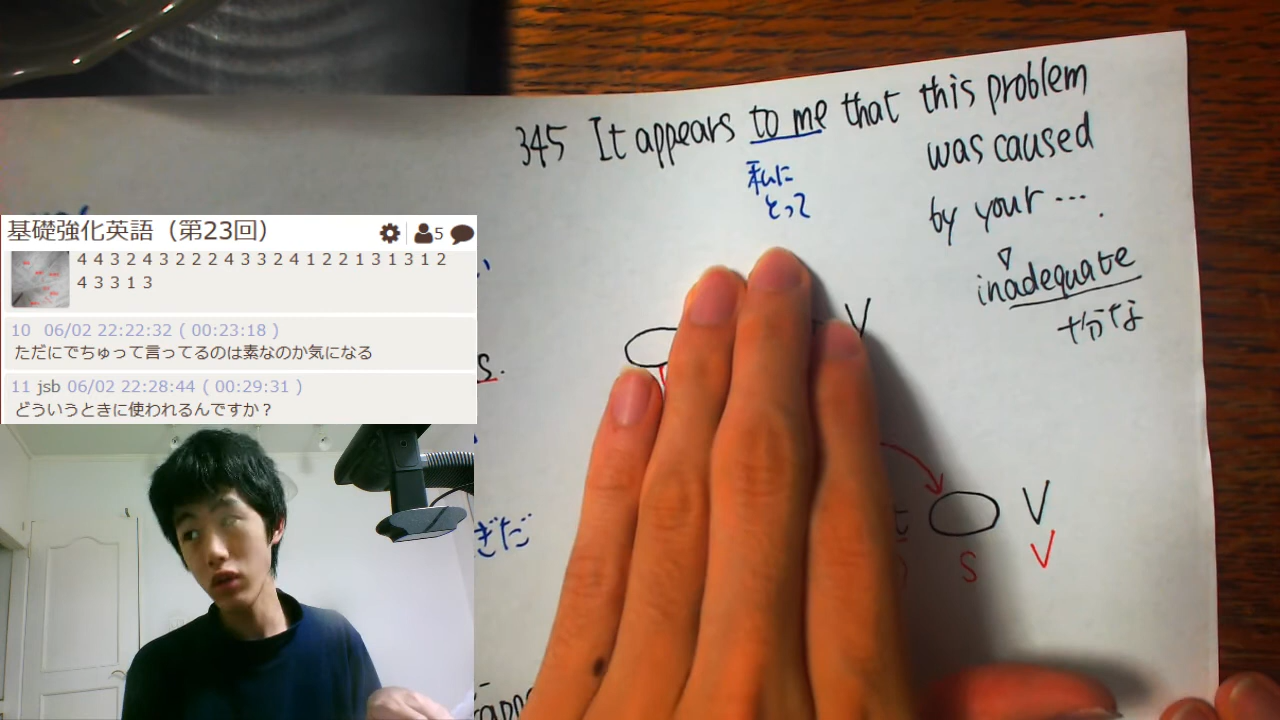 345 It appears to me that this problem
was caused
by your ... .
私に
とって
inadequate
十分な
V
S.
V
S
V
ぎだ
基礎強化英語（第23回）
5
4 4 3 2 4 3 2 2 2 4 3 3 2 4 1 2 2 1 3 1 3 1 2
4 3 3 1 3
10 06/02 22:22:32 ( 00:23:18 )
ただにでちゅって言ってるのは素なのか気になる
11 jsb 06/02 22:28:44 ( 00:29:31 )
どういうときに使われるんですか？